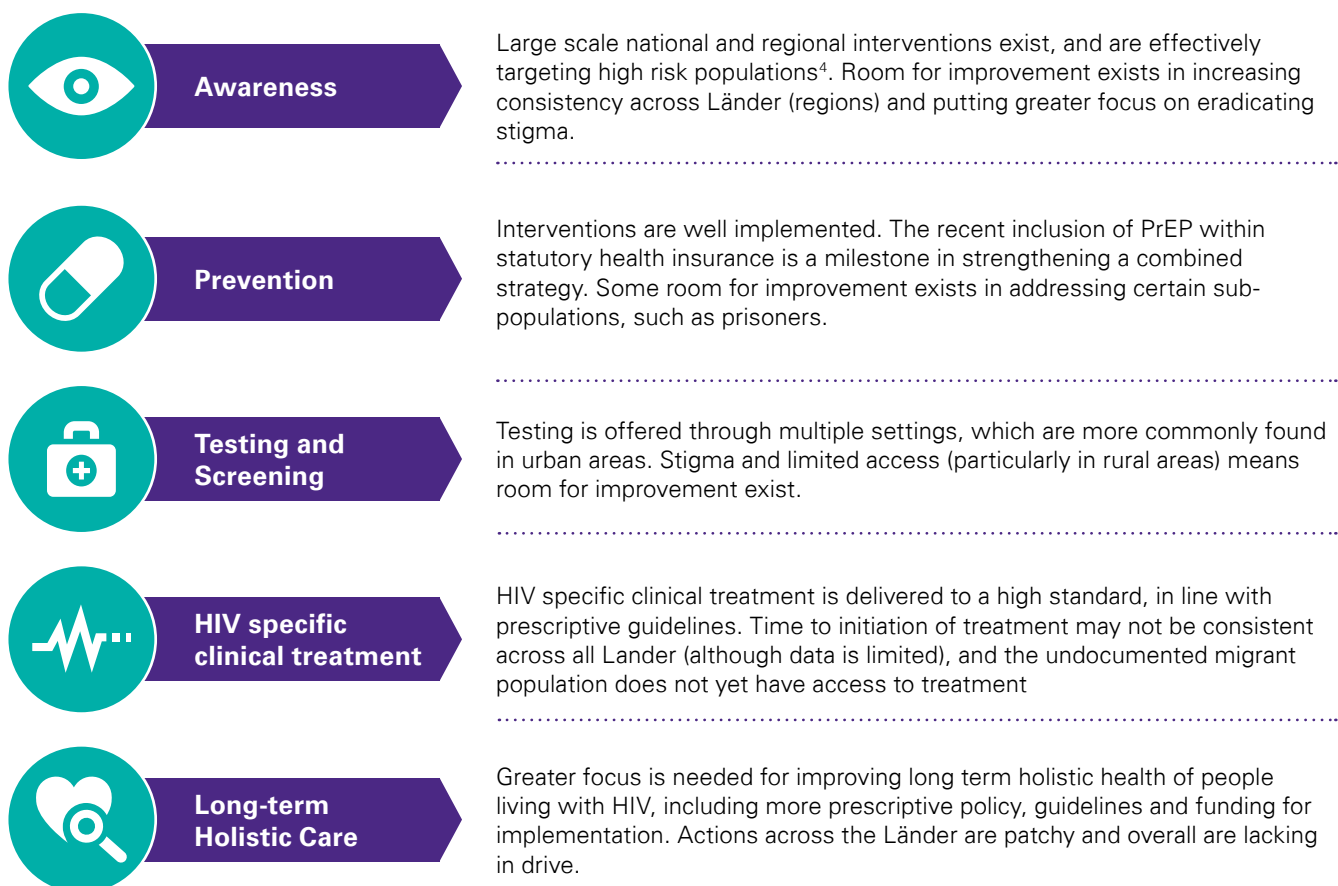 Awareness
Large scale national and regional interventions exist, and are effectively
targeting high risk populations⁴. Room for improvement exists in increasing
consistency across Länder (regions) and putting greater focus on eradicating
stigma.
Prevention
Interventions are well implemented. The recent inclusion of PrEP within
statutory health insurance is a milestone in strengthening a combined
strategy. Some room for improvement exists in addressing certain sub-
populations, such as prisoners.
Testing and
Screening
Testing is offered through multiple settings, which are more commonly found
in urban areas. Stigma and limited access (particularly in rural areas) means
room for improvement exist.
HIV specific
clinical treatment
HIV specific clinical treatment is delivered to a high standard, in line with
prescriptive guidelines. Time to initiation of treatment may not be consistent
across all Lander (although data is limited), and the undocumented migrant
population does not yet have access to treatment
Long-term
Holistic Care
Greater focus is needed for improving long term holistic health of people
living with HIV, including more prescriptive policy, guidelines and funding for
implementation. Actions across the Länder are patchy and overall are lacking
in drive.